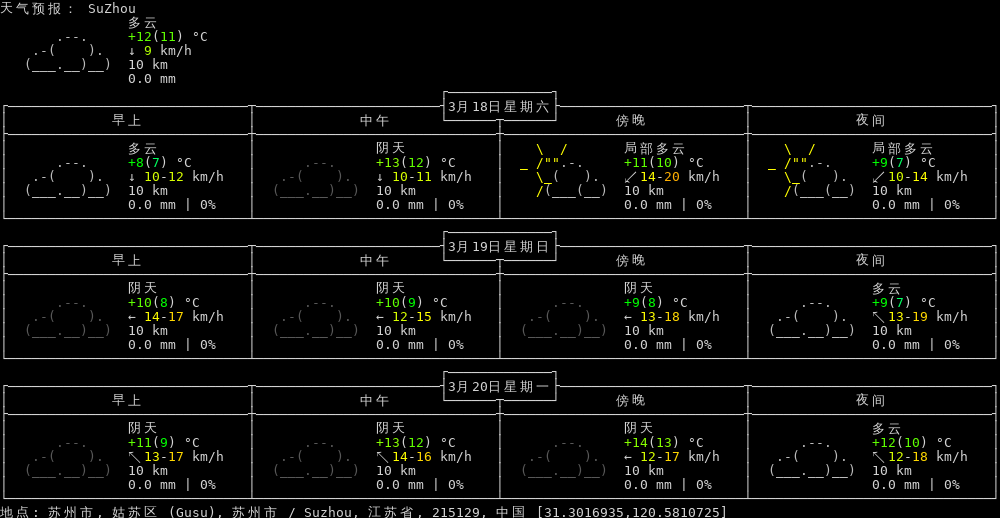 天气预报： SuZhou
多云
+12(11) °C
↓ 9 km/h
10 km
0.0 mm
3月18日星期六
早上 中午 傍晚 夜间
多云 阴天 局部多云 局部多云
+8(7) °C +13(12) °C +11(10) °C +9(7) °C
↓ 10-12 km/h ↓ 10-11 km/h ↙ 14-20 km/h ↙ 10-14 km/h
10 km 10 km 10 km 10 km
0.0 mm | 0% 0.0 mm | 0% 0.0 mm | 0% 0.0 mm | 0%
3月19日星期日
早上 中午 傍晚 夜间
阴天 阴天 阴天 多云
+10(8) °C +10(9) °C +9(8) °C +9(7) °C
← 14-17 km/h ← 12-15 km/h ← 13-18 km/h ↖ 13-19 km/h
10 km 10 km 10 km 10 km
0.0 mm | 0% 0.0 mm | 0% 0.0 mm | 0% 0.0 mm | 0%
3月20日星期一
早上 中午 傍晚 夜间
阴天 阴天 阴天 多云
+11(9) °C +13(12) °C +14(13) °C +12(10) °C
↖ 13-17 km/h ↖ 14-16 km/h ← 12-17 km/h ↖ 12-18 km/h
10 km 10 km 10 km 10 km
0.0 mm | 0% 0.0 mm | 0% 0.0 mm | 0% 0.0 mm | 0%
地点: 苏州市, 姑苏区 (Gusu), 苏州市 / Suzhou, 江苏省, 215129, 中国 [31.3016935,120.5810725]